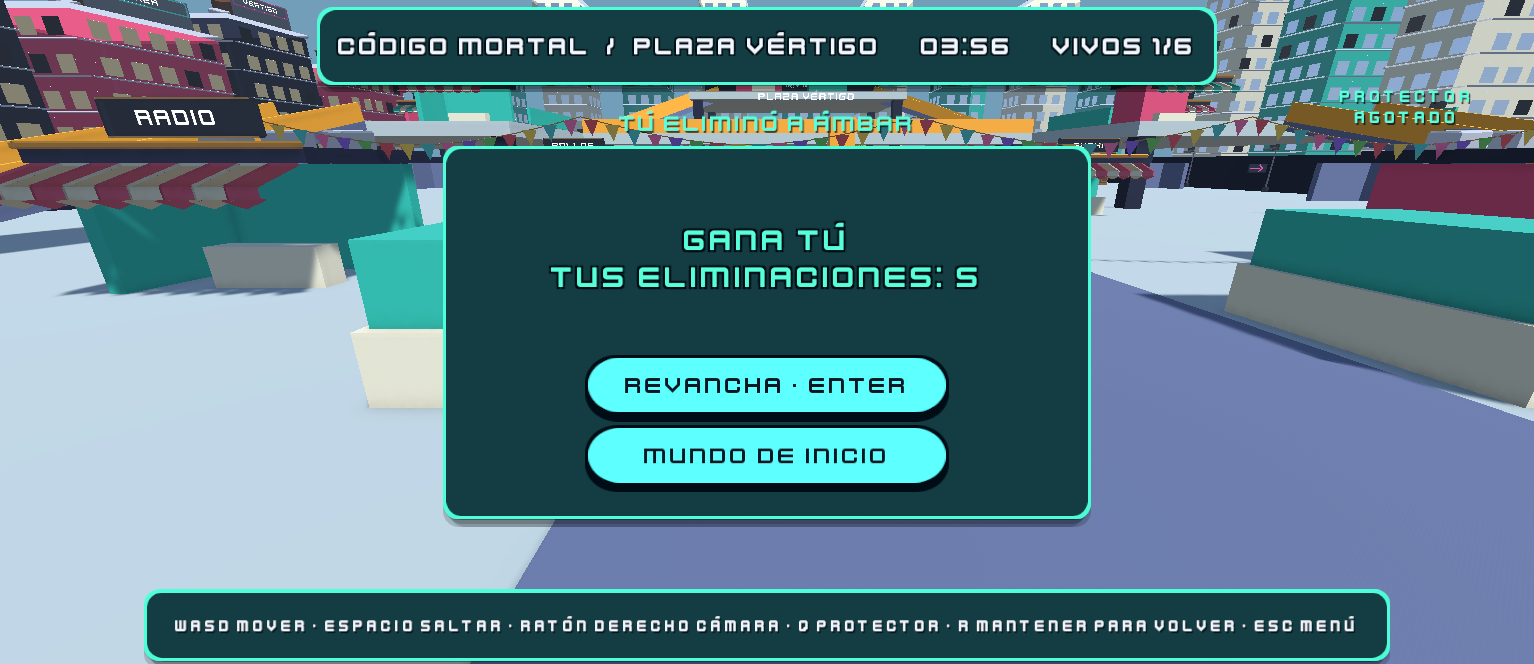 VÉRTIGO
CÓDIGO MORTAL / PLAZA VÉRTIGO 03:56 VIVOS 1/6
PLAZA VÉRTIGO
PROTECTOR
AGOTADO
RADIO
TÚ ELIMINÓ A ÁMBAR
GANA TÚ
TUS ELIMINACIONES: 5
REVANCHA · ENTER
MUNDO DE INICIO
WASD MOVER · ESPACIO SALTAR · RATÓN DERECHO CÁMARA · Q PROTECTOR · R MANTENER PARA VOLVER · ESC MENÚ